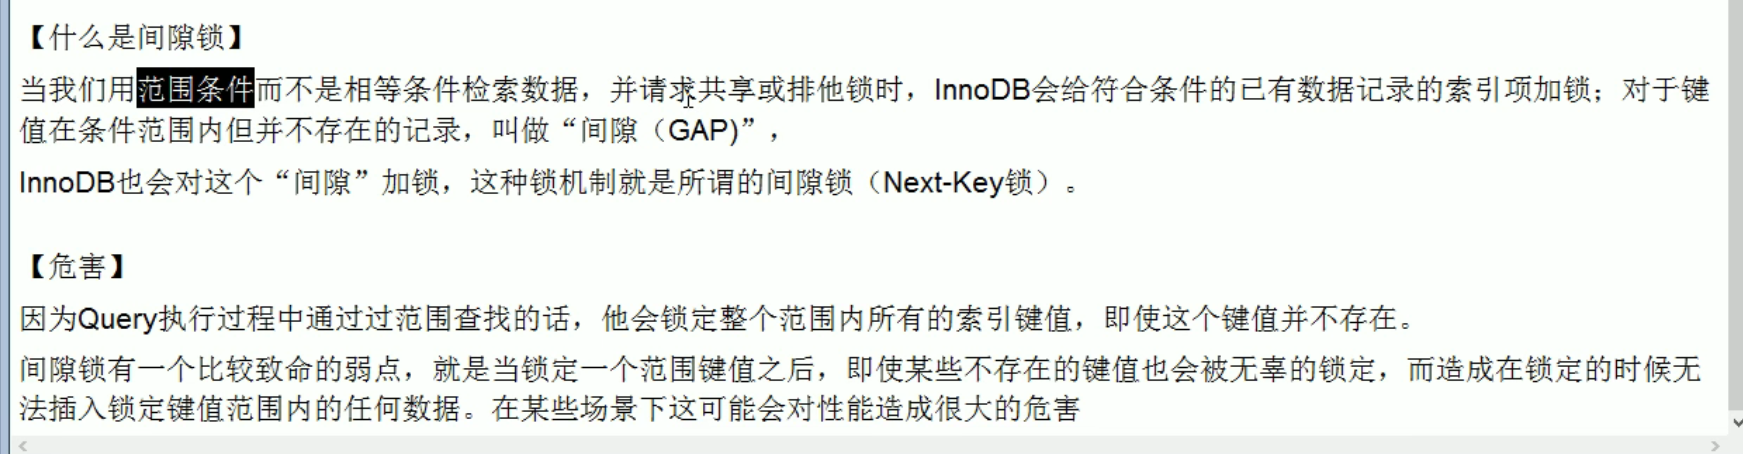 【什么是间隙锁】
当我们用范围条件而不是相等条件检索数据，并请求共享或排他锁时，InnoDB会给符合条件的已有数据记录的索引项加锁；对于键
值在条件范围内但并不存在的记录，叫做“间隙（GAP)”，
InnoDB也会对这个“间隙”加锁，这种锁机制就是所谓的间隙锁（Next-Key锁）。
【危害】
因为Query执行过程中通过过范围查找的话，他会锁定整个范围内所有的索引键值，即使这个键值并不存在。
间隙锁有一个比较致命的弱点，就是当锁定一个范围键值之后，即使某些不存在的键值也会被无辜的锁定，而造成在锁定的时候无
法插入锁定键值范围内的任何数据。在某些场景下这可能会对性能造成很大的危害